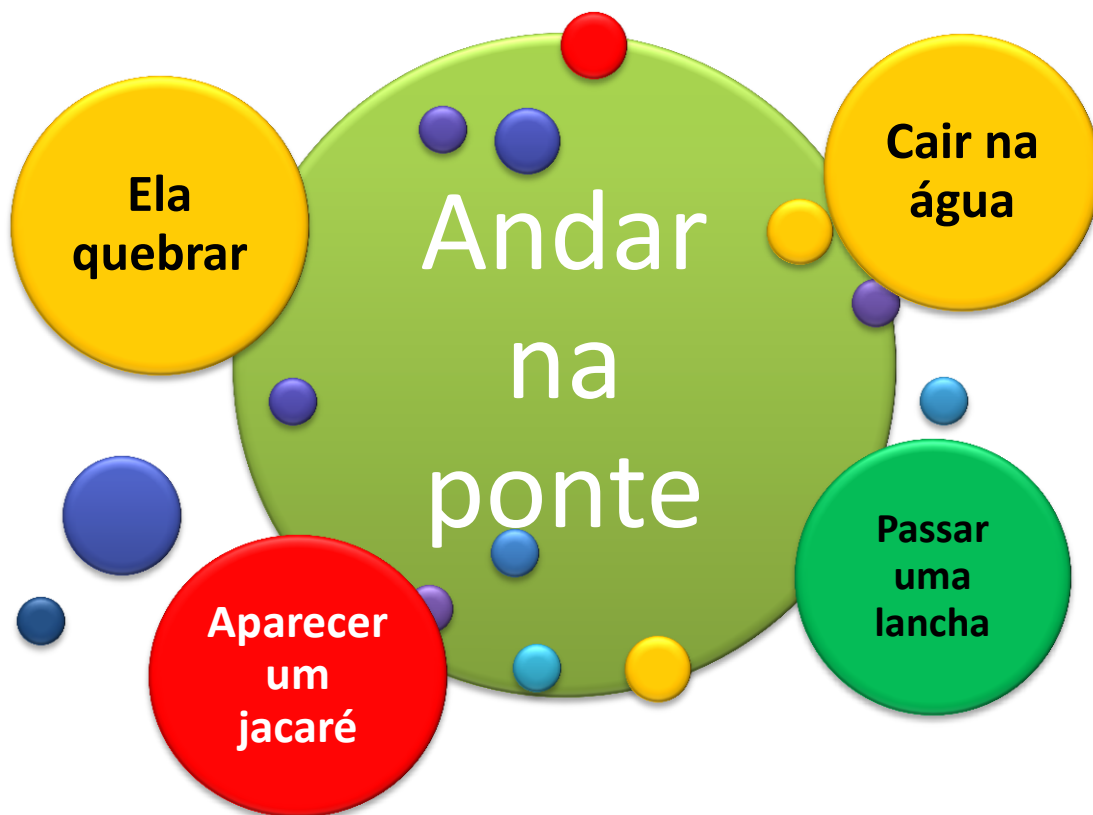 Ela
quebrar
Andar
na
ponte
Cair na
água
Aparecer
um
jacaré
Passar
uma
lancha